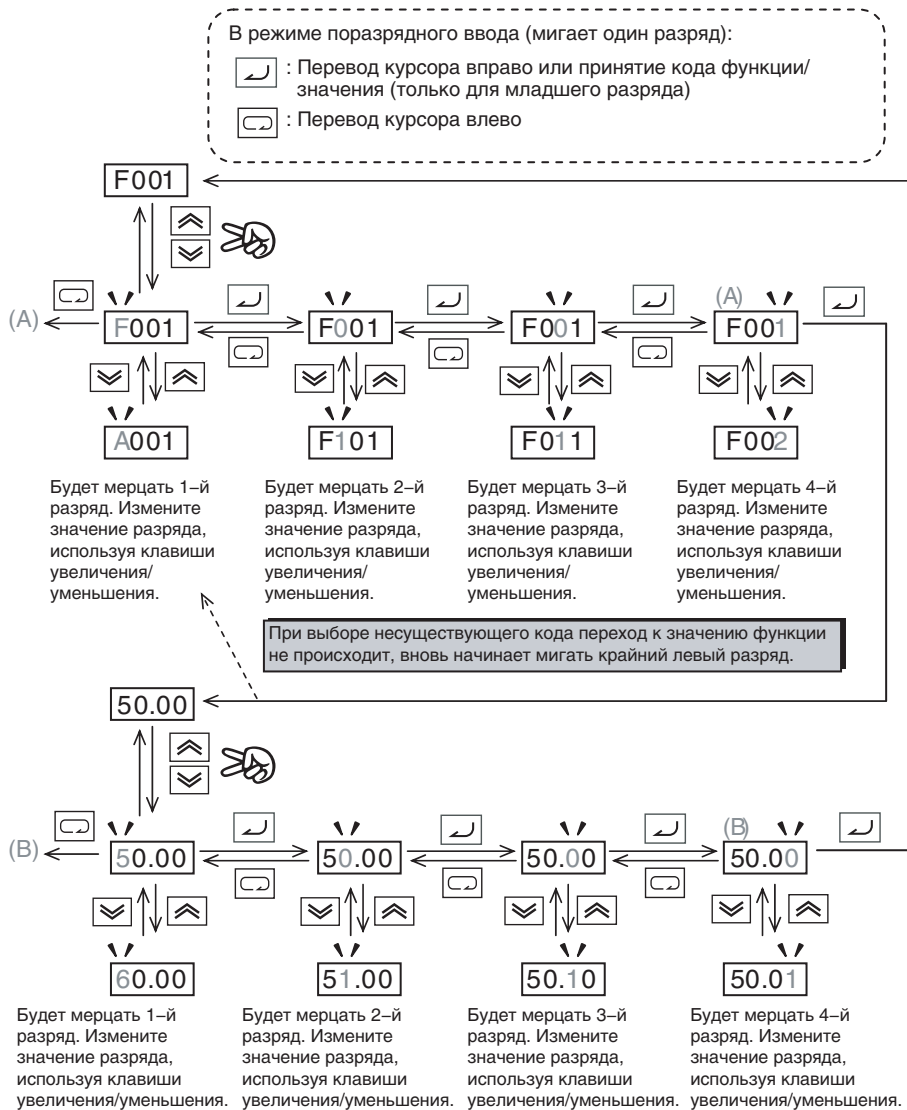 В режиме поразрядного ввода (мигает один разряд):
: Перевод курсора вправо или принятие кода функции/
значения (только для младшего разряда)
: Перевод курсора влево
F001
(A)
(A)
F001
F001
F001
F001
A001
F101
F011
F002
Будет мерцать 1–й
разряд. Измените
значение разряда,
используя клавиши
увеличения/
уменьшения.
Будет мерцать 2–й
разряд. Измените
значение разряда,
используя клавиши
увеличения/
уменьшения.
Будет мерцать 3–й
разряд. Измените
значение разряда,
используя клавиши
увеличения/
уменьшения.
Будет мерцать 4–й
разряд. Измените
значение разряда,
используя клавиши
увеличения/
уменьшения.
При выборе несуществующего кода переход к значению функции
не происходит, вновь начинает мигать крайний левый разряд.
50.00
(B)
(B)
50.00
50.00
50.00
50.00
60.00
51.00
50.10
50.01
Будет мерцать 1–й
разряд. Измените
значение разряда,
используя клавиши
увеличения/уменьшения.
Будет мерцать 2–й
разряд. Измените
значение разряда,
используя клавиши
увеличения/уменьшения.
Будет мерцать 3–й
разряд. Измените
значение разряда,
используя клавиши
увеличения/уменьшения.
Будет мерцать 4–й
разряд. Измените
значение разряда,
используя клавиши
увеличения/уменьшения.